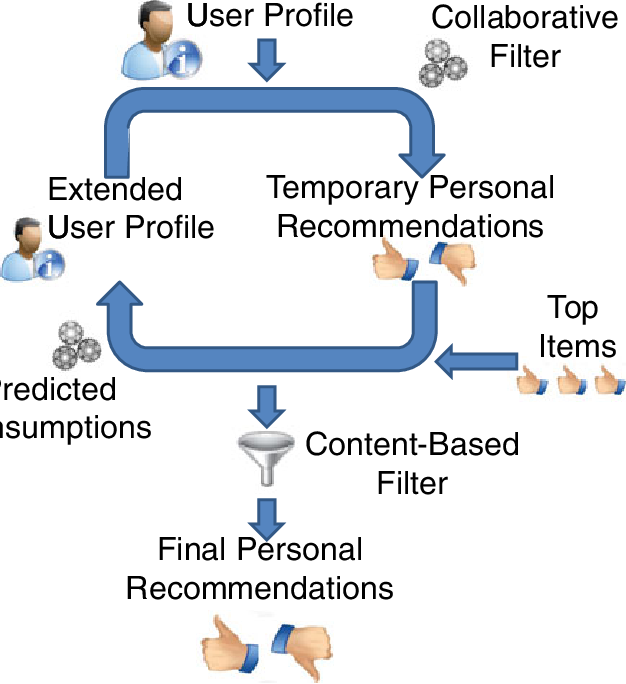 User Profile
Collaborative
Filter
Extended
User Profile
Temporary Personal
Recommendations
Top
Items
redicted
nsumptions
Content-Based
Filter
Final Personal
Recommendations